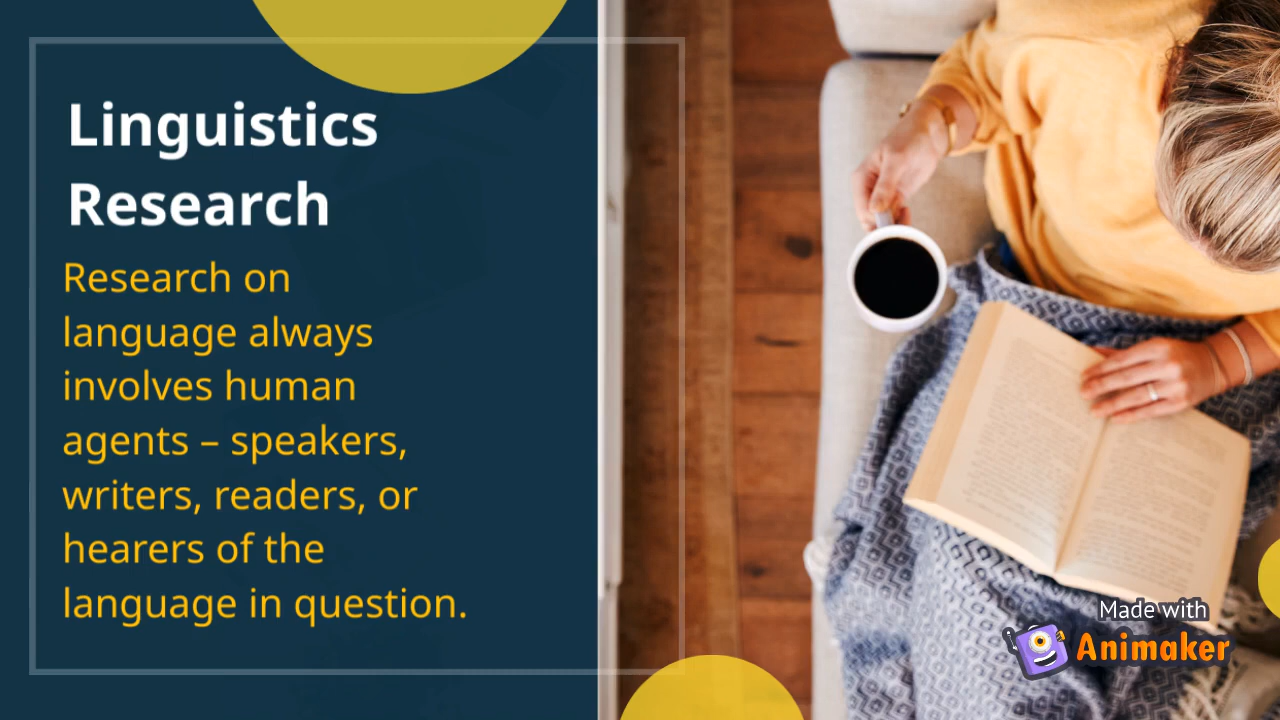 Linguistics
Research
Research on
language always
involves human
agents – speakers,
writers, readers, or
hearers of the
language in question.
Made with
Animaker